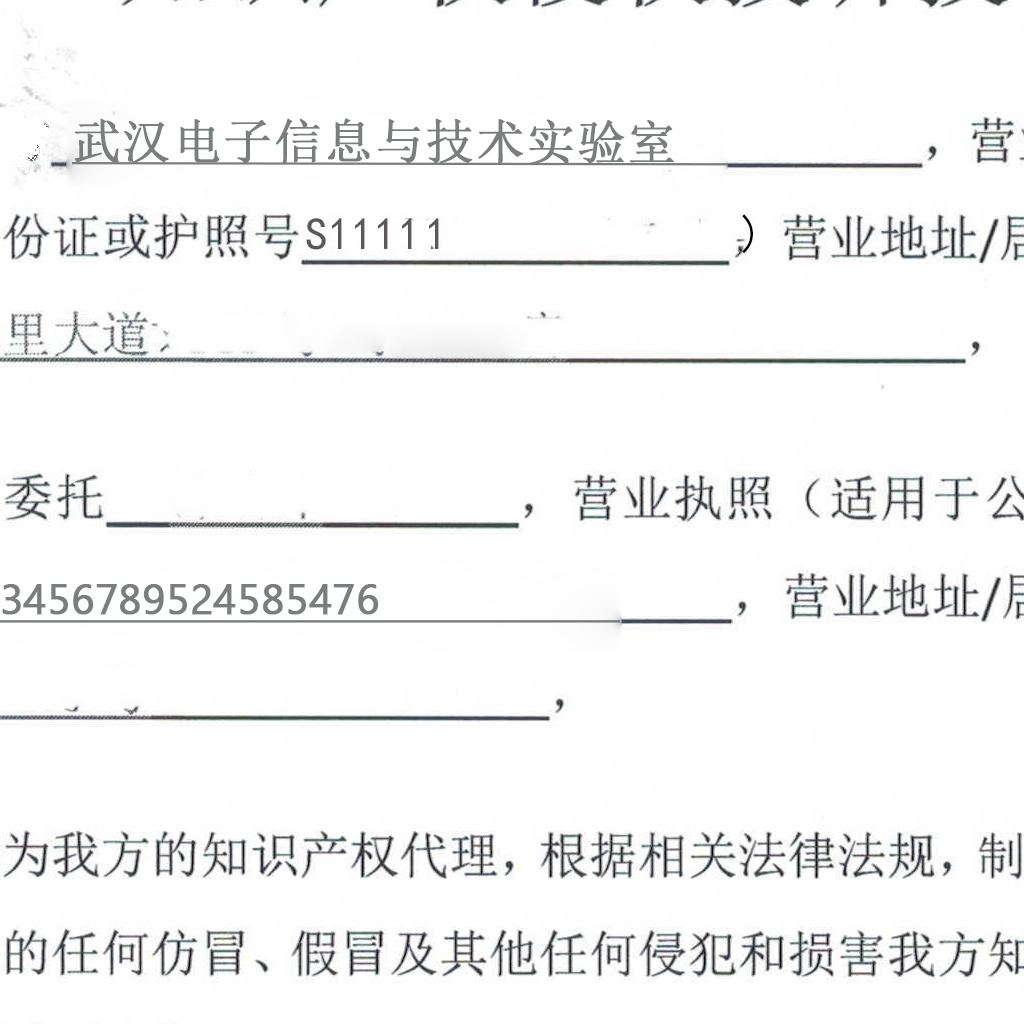 武汉电子信息与技术实验室，营
份证或护照号S11111）营业地址/居
里大道
委托，营业执照（适用于公
3456789524585476，营业地址/居
，
为我方的知识产权代理，根据相关法律法规，制
的任何仿冒、假冒及其他任何侵犯和损害我方知